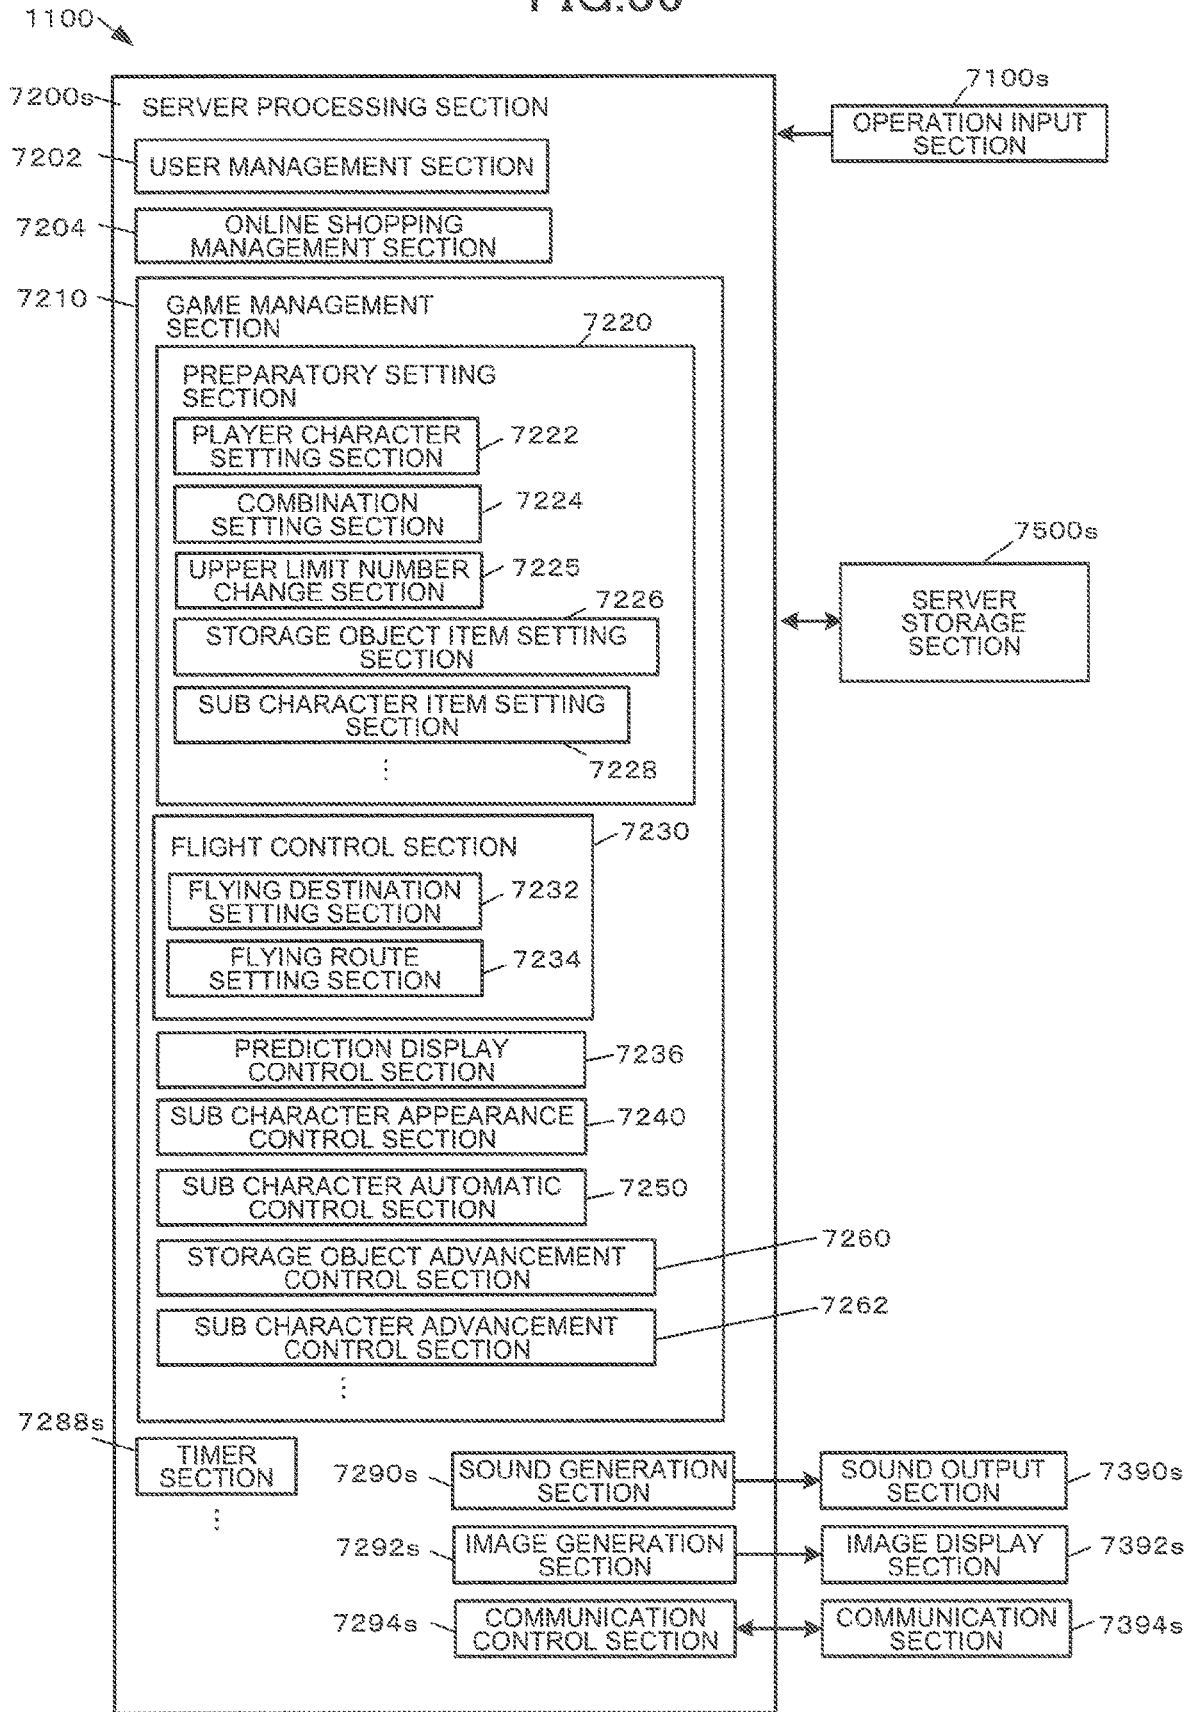 1100
7200s
SERVER PROCESSING SECTION
7100s
OPERATION INPUT
SECTION
7202
USER MANAGEMENT SECTION
7204
ONLINE SHOPPING
MANAGEMENT SECTION
7210
GAME MANAGEMENT
SECTION
7220
PREPARATORY SETTING
SECTION
PLAYER CHARACTER
SETTING SECTION
7222
COMBINATION
SETTING SECTION
7224
UPPER LIMIT NUMBER
CHANGE SECTION
7225
7226
STORAGE OBJECT ITEM SETTING
SECTION
SUB CHARACTER ITEM SETTING
SECTION
7228
7500s
SERVER
STORAGE
SECTION
FLIGHT CONTROL SECTION
7230
FLYING DESTINATION
SETTING SECTION
7232
FLYING ROUTE
SETTING SECTION
7234
PREDICTION DISPLAY
CONTROL SECTION
7236
SUB CHARACTER APPEARANCE
CONTROL SECTION
7240
SUB CHARACTER AUTOMATIC
CONTROL SECTION
7250
STORAGE OBJECT ADVANCEMENT
CONTROL SECTION
7260
SUB CHARACTER ADVANCEMENT
CONTROL SECTION
7262
7288s
TIMER
SECTION
7290s
SOUND GENERATION
SECTION
SOUND OUTPUT
SECTION
7390s
7292s
IMAGE GENERATION
SECTION
IMAGE DISPLAY
SECTION
7392s
7294s
COMMUNICATION
CONTROL SECTION
COMMUNICATION
SECTION
7394s